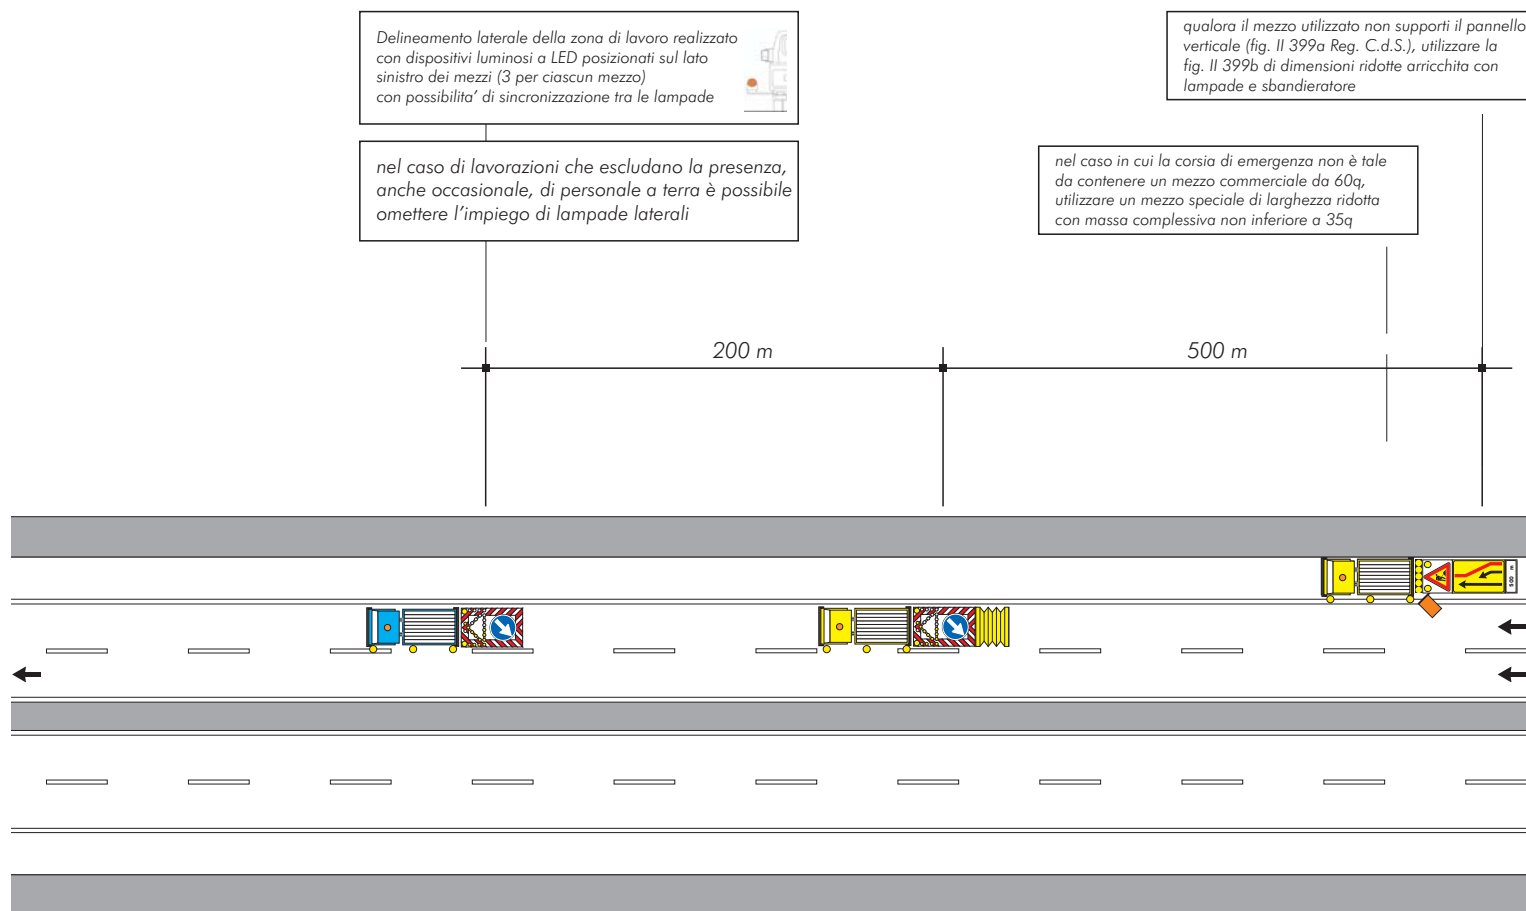 Delineamento laterale della zona di lavoro realizzato
con dispositivi luminosi a LED posizionati sul lato
sinistro dei mezzi (3 per ciascun mezzo)
con possibilita' di sincronizzazione tra le lampade
nel caso di lavorazioni che escludano la presenza,
anche occasionale, di personale a terra è possibile
omettere l'impiego di lampade laterali
qualora il mezzo utilizzato non supporti il pannello
verticale (fig. II 399a Reg. C.d.S.), utilizzare la
fig. II 399b di dimensioni ridotte arricchita con
lampade e sbandieratore
nel caso in cui la corsia di emergenza non è tale
da contenere un mezzo commerciale da 60q,
utilizzare un mezzo speciale di larghezza ridotta
con massa complessiva non inferiore a 35q
200 m
500 m
500 m